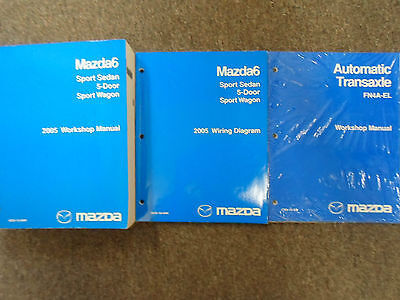 Mazda6
Sport Sedan
5-Door
Sport Wagon
2005 Workshop Manual
mazda
Mazda6
Sport Sedan
5-Door
Sport Wagon
2005 Wiring Diagram
mazda
Automatic
Transaxle
FN4A-EL
Workshop Manual
mazda